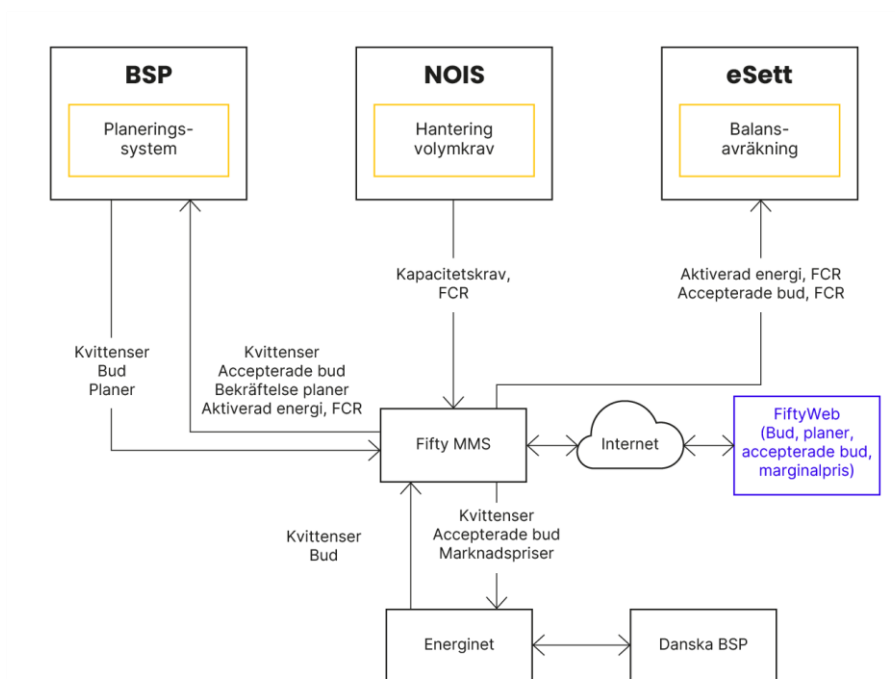 BSP
Planerings-
system
NOIS
Hantering
volymkrav
eSett
Balans-
avräkning
Kapacitetskrav,
FCR
Aktiverad energi, FCR
Accepterade bud, FCR
Kvittenser
Bud
Planer
Kvittenser
Accepterade bud
Bekräftelse planer
Aktiverad energi, FCR
Fifty MMS
Internet
FiftyWeb
(Bud, planer,
accepterade bud,
marginalpris)
Kvittenser
Bud
Kvittenser
Accepterade bud
Marknadspriser
Energinet
Danska BSP